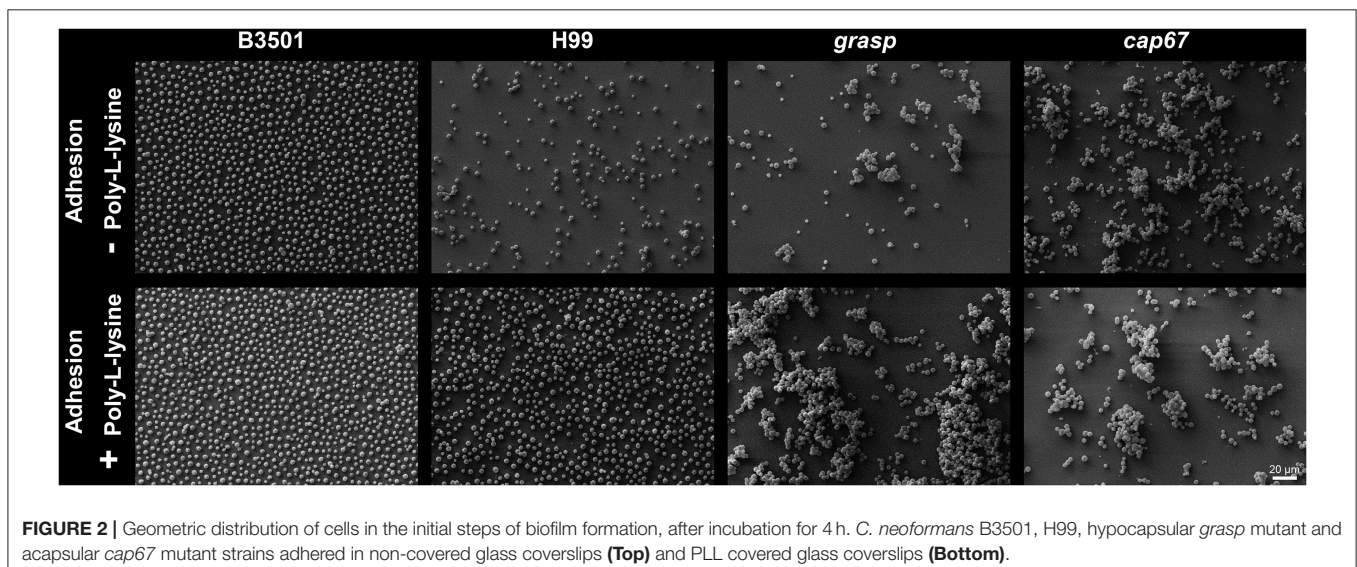 B3501 H99 grasp cap67
Adhesion
- Poly-L-lysine
Adhesion
+ Poly-L-lysine
20 µm
FIGURE 2 | Geometric distribution of cells in the initial steps of biofilm formation, after incubation for 4 h. C. neoformans B3501, H99, hypocapsular grasp mutant and
acapsular cap67 mutant strains adhered in non-covered glass coverslips (Top) and PLL covered glass coverslips (Bottom).